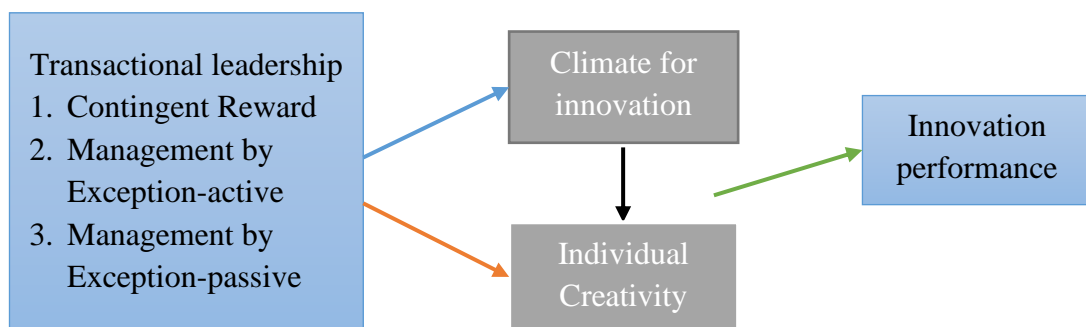 Transactional leadership
1. Contingent Reward
2. Management by
Exception-active
3. Management by
Exception-passive
Climate for
innovation
Individual
Creativity
Innovation
performance